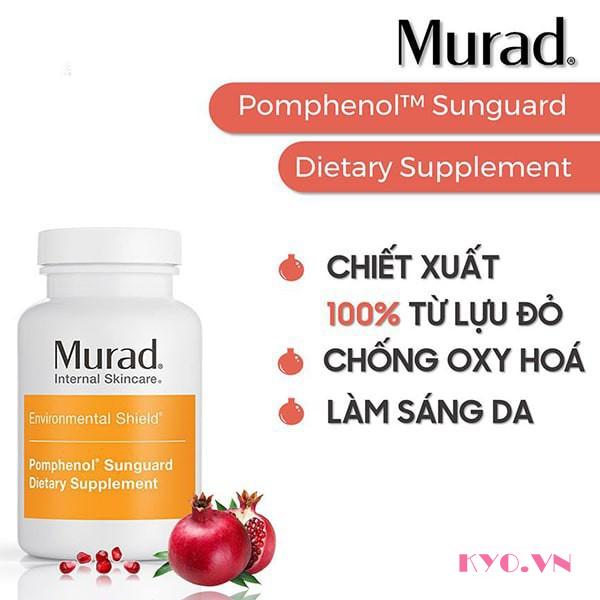 Murad®
Pomphenol™ Sunguard
Dietary Supplement
CHIẾT XUẤT
100% TỪ LỰU ĐỎ
CHỐNG OXY HOÁ
LÀM SÁNG DA
Murad®
Internal Skincare®
Environmental Shield®
Pomphenol® Sunguard
Dietary Supplement
KYO.VN